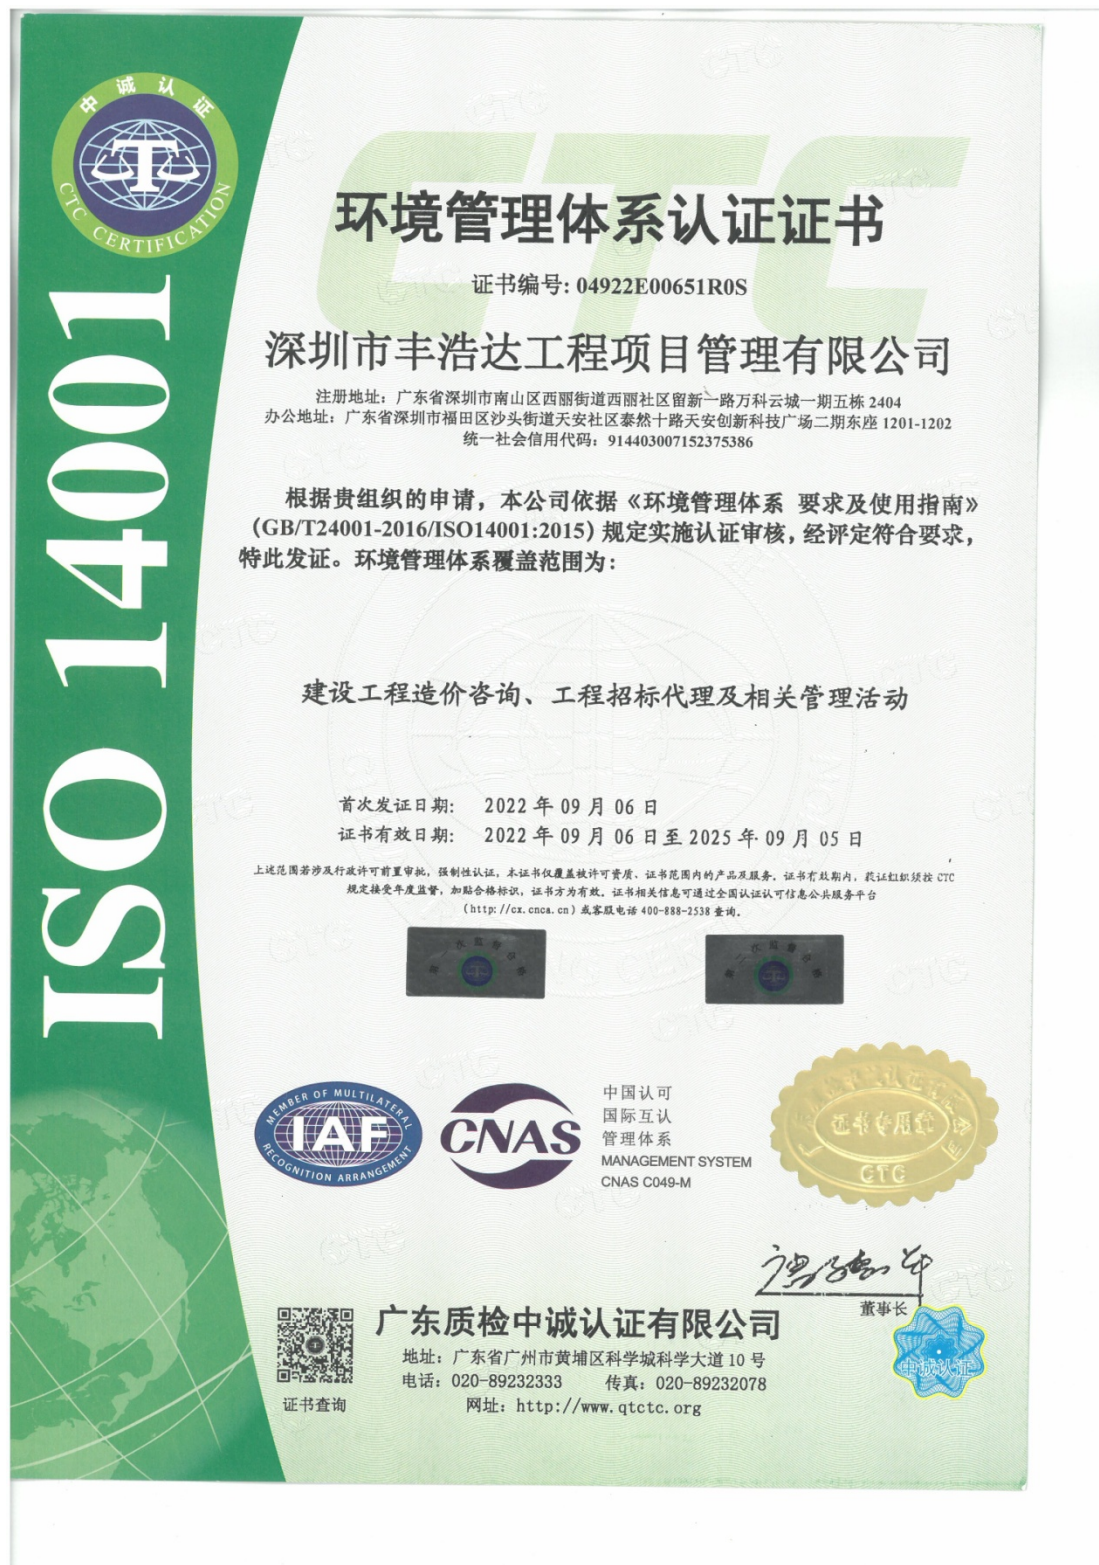 中诚认证
CTC CERTIFICATION
ISO 14001
CTC
环境管理体系认证证书
证书编号: 04922E00651R0S
深圳市丰浩达工程项目管理有限公司
注册地址：广东省深圳市南山区西丽街道西丽社区留新一路万科云城一期五栋 2404
办公地址：广东省深圳市福田区沙头街道天安社区泰然十路天安创新科技广场二期东座 1201-1202
统一社会信用代码：914403007152375386
根据贵组织的申请，本公司依据《环境管理体系 要求及使用指南》
（GB/T24001-2016/ISO14001:2015）规定实施认证审核，经评定符合要求，
特此发证。环境管理体系覆盖范围为：
建设工程造价咨询、工程招标代理及相关管理活动
首次发证日期： 2022 年 09 月 06 日
证书有效日期： 2022 年 09 月 06 日至 2025 年 09 月 05 日
上述范围若涉及行政许可前置审批，强制性认证，本证书仅覆盖被许可资质、证书范围内的产品及服务。证书有效期内，获证组织须按 CTC
规定接受年度监督，加贴合格标识，证书方为有效。证书相关信息可通过全国认证认可信息公共服务平台
（http://cx.cnca.cn）或客服电话 400-888-2538 查询。
MEMBER OF MULTILATERAL
IAF
RECOGNITION ARRANGEMENT
CNAS
中国认可
国际互认
管理体系
MANAGEMENT SYSTEM
CNAS C049-M
证书专用章
CTC
董事长
中诚认证
证书查询
广东质检中诚认证有限公司
地址：广东省广州市黄埔区科学城科学大道 10 号
电话：020-89232333 传真：020-89232078
网址：http://www.qtctc.org